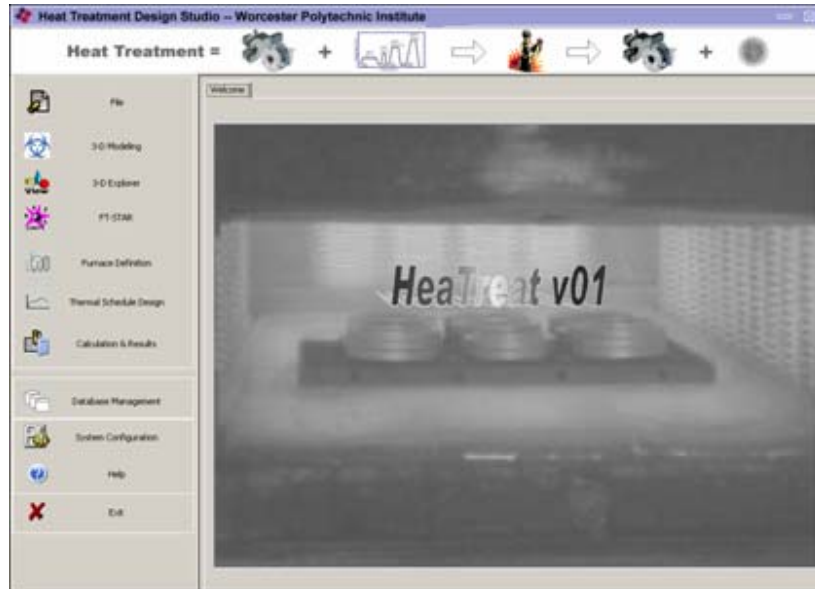 Heat Treatment Design Studio -- Worcester Polytechnic Institute
Heat Treatment = + +
Welcome
File
3-D Modeling
3-D Explorer
FT-STAR
Furnace Definition
Thermal Schedule Design
Calculation & Results
Database Management
System Configuration
Help
Exit
HeaTreat v01